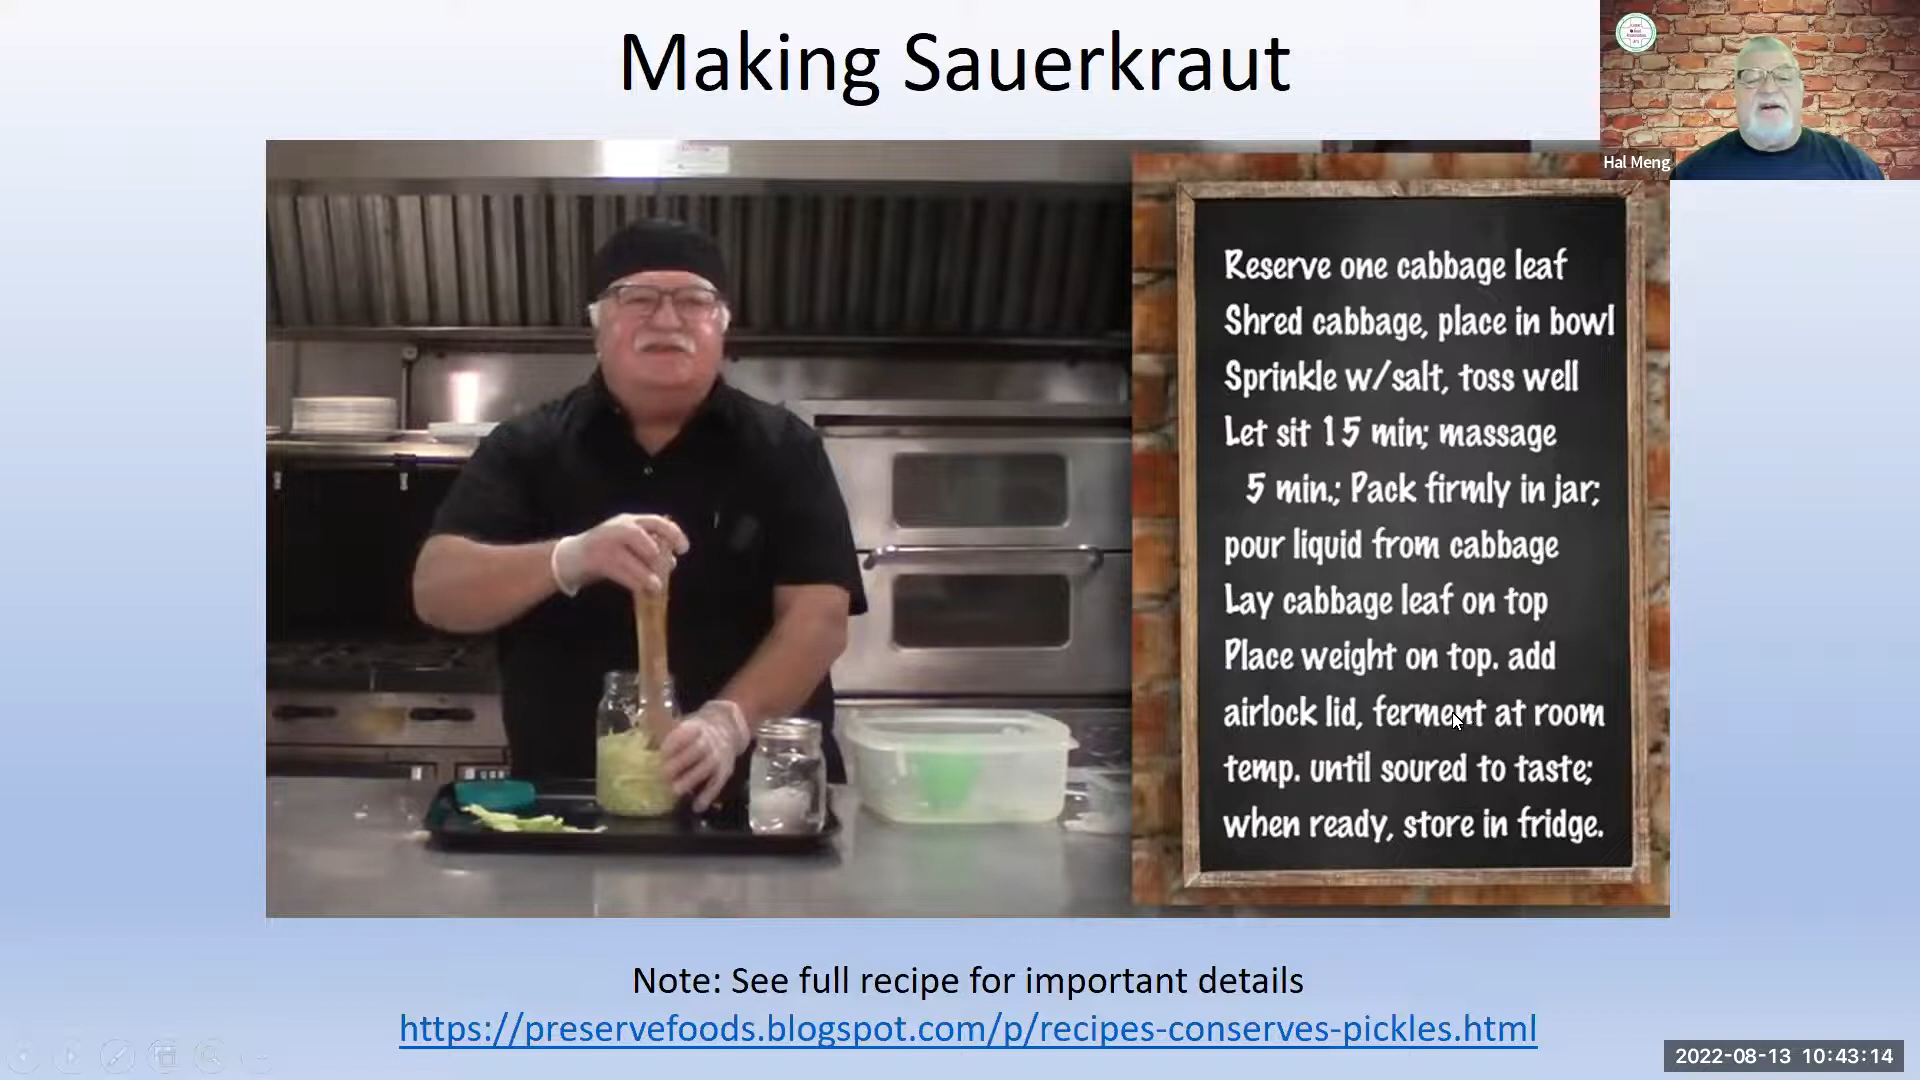 Making Sauerkraut
Hal Meng
Reserve one cabbage leaf
Shred cabbage, place in bowl
Sprinkle w/salt, toss well
Let sit 15 min; massage
5 min.; Pack firmly in jar;
pour liquid from cabbage
Lay cabbage leaf on top
Place weight on top. add
airlock lid, ferment at room
temp. until soured to taste;
when ready, store in fridge.
Note: See full recipe for important details
https://preservefoods.blogspot.com/p/recipes-conserves-pickles.html
2022-08-13 10:43:14